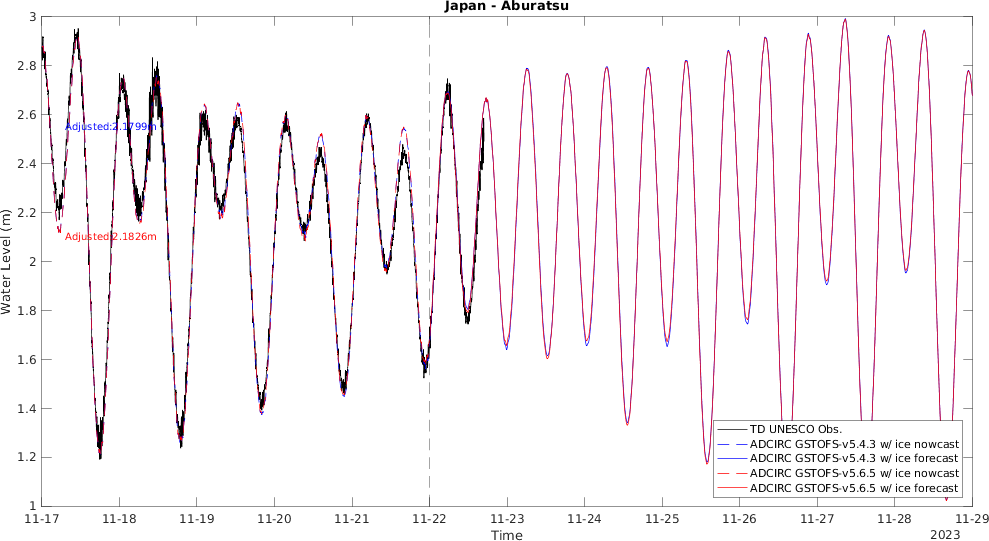 Japan - Aburatsu
3
2.8
2.6
2.4
2.2
2
1.8
1.6
1.4
1.2
1
Water Level (m)
Adjusted:2.1799m
Adjusted:2.1826m
TD UNESCO Obs.
ADCIRC GSTOFS-v5.4.3 w/ ice nowcast
ADCIRC GSTOFS-v5.4.3 w/ ice forecast
ADCIRC GSTOFS-v5.6.5 w/ ice nowcast
ADCIRC GSTOFS-v5.6.5 w/ ice forecast
11-17 11-18 11-19 11-20 11-21 11-22 11-23 11-24 11-25 11-26 11-27 11-28 11-29
Time
2023